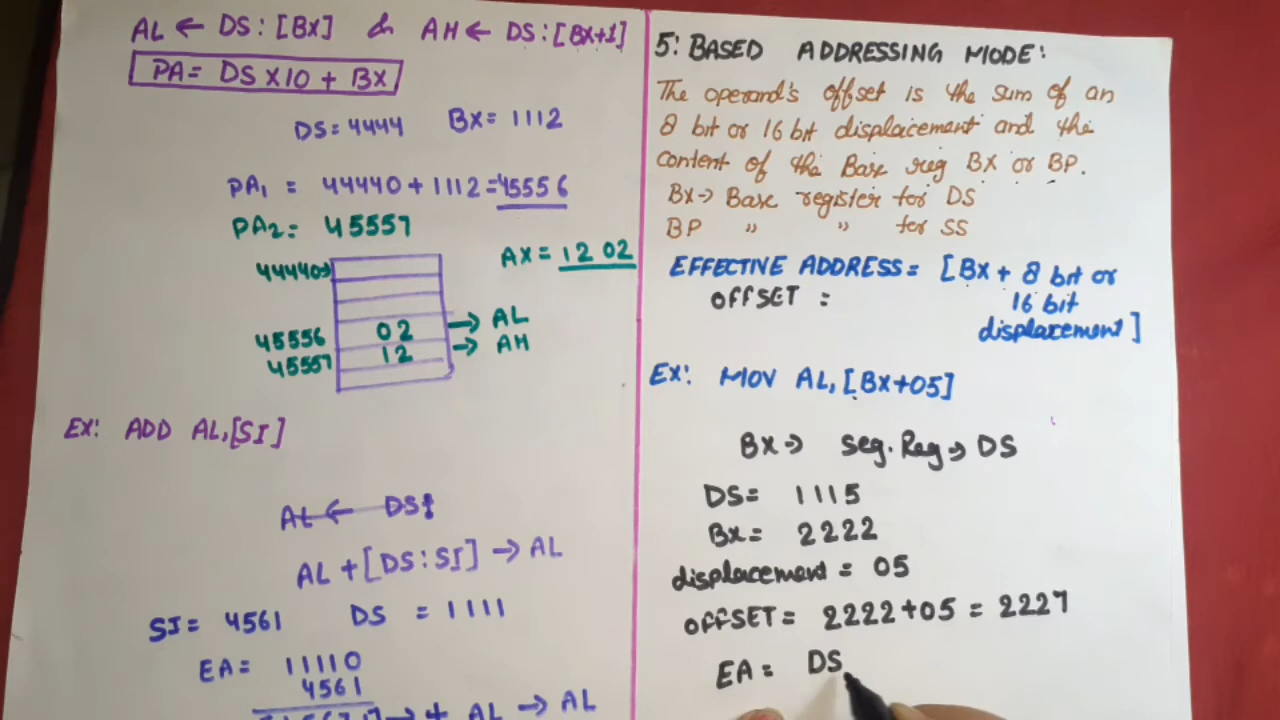 AL ← DS:[BX] & AH ← DS:[BX+1]
PA = DS X10 + BX
DS = 4444 BX = 1112
PA1 = 44440 + 1112 = 45556
PA2 = 45557
AX = 12 02
44440
45556 02 → AL
45557 12 → AH
EX: ADD AL,[SI]
AL ← DS:
AL + [DS:SI] → AL
SI = 4561 DS = 1111
EA = 11110
4561
→ + AL → AL
5: BASED ADDRESSING MODE:
The operand's offset is the sum of an
8 bit or 16 bit displacement and the
content of the Base reg BX or BP.
BX → Base register for DS
BP " " for SS
EFFECTIVE ADDRESS = [BX + 8 bit or
OFFSET : 16 bit
displacement]
EX: MOV AL, [BX+05]
BX → seg. Reg → DS
DS = 1115
BX = 2222
displacement = 05
OFFSET = 2222+05 = 2227
EA = DS